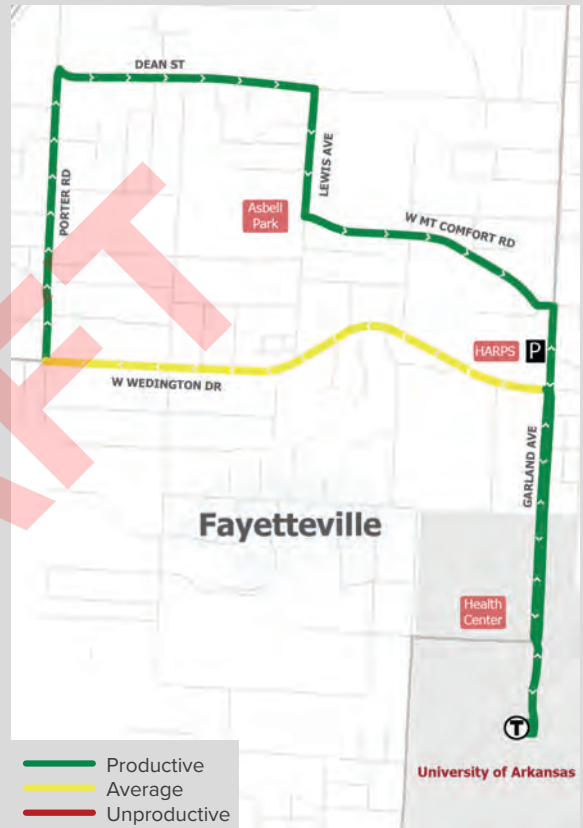 DEAN ST
PORTER RD
LEWIS AVE
Asbell
Park
W MT COMFORT RD
HARPS P
W WEDINGTON DR
GARLAND AVE
Fayetteville
Health
Center
T
University of Arkansas
Productive
Average
Unproductive